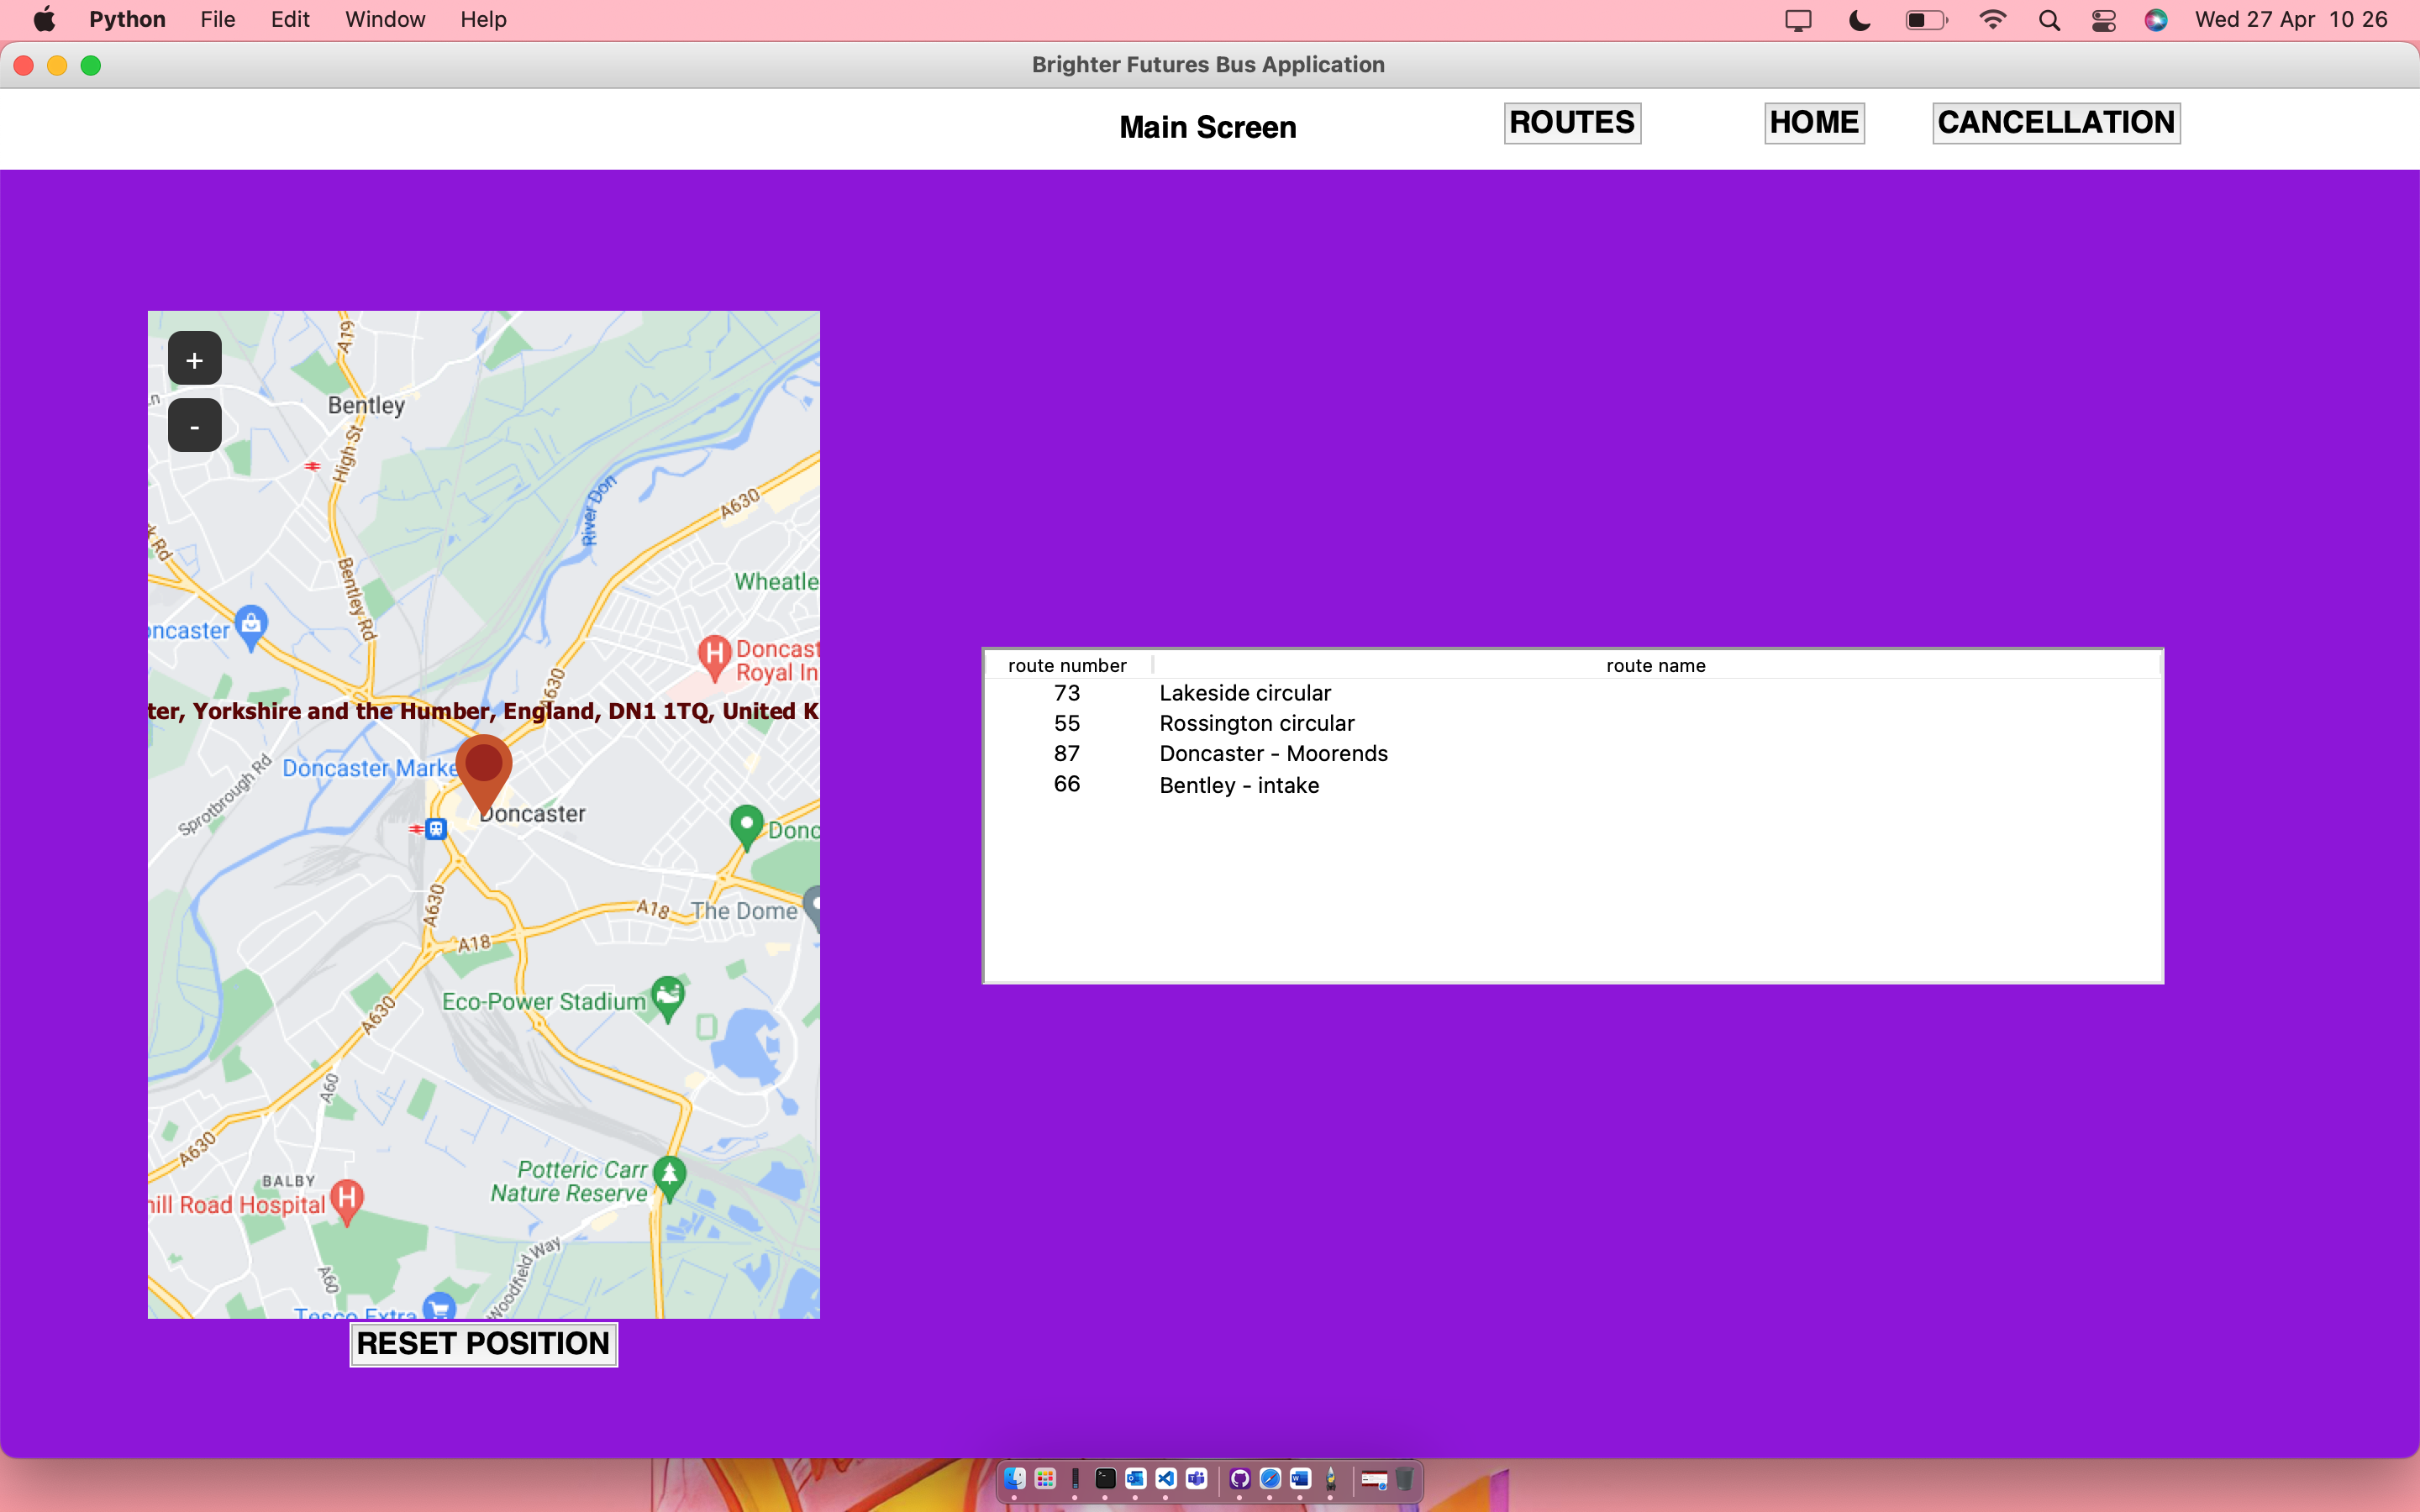 Python File Edit Window Help Wed 27 Apr 10 26
Brighter Futures Bus Application
Main Screen ROUTES HOME CANCELLATION
+
-
A19
Bentley
High St
River Don
A630
k Rd
Bentley Rd
Wheatle
oncaster
H Doncast
Royal In
A630
ter, Yorkshire and the Humber, England, DN1 1TQ, United K
Doncaster Marke
Sprotbrough Rd
Doncaster
Donc
A630
A18 The Dome
A18
Eco-Power Stadium
A630
A60
A630
Potteric Carr
Nature Reserve
BALBY
hill Road Hospital H
Woodfield Way
A60
Tesco Extra
RESET POSITION
route number route name
73 Lakeside circular
55 Rossington circular
87 Doncaster - Moorends
66 Bentley - intake